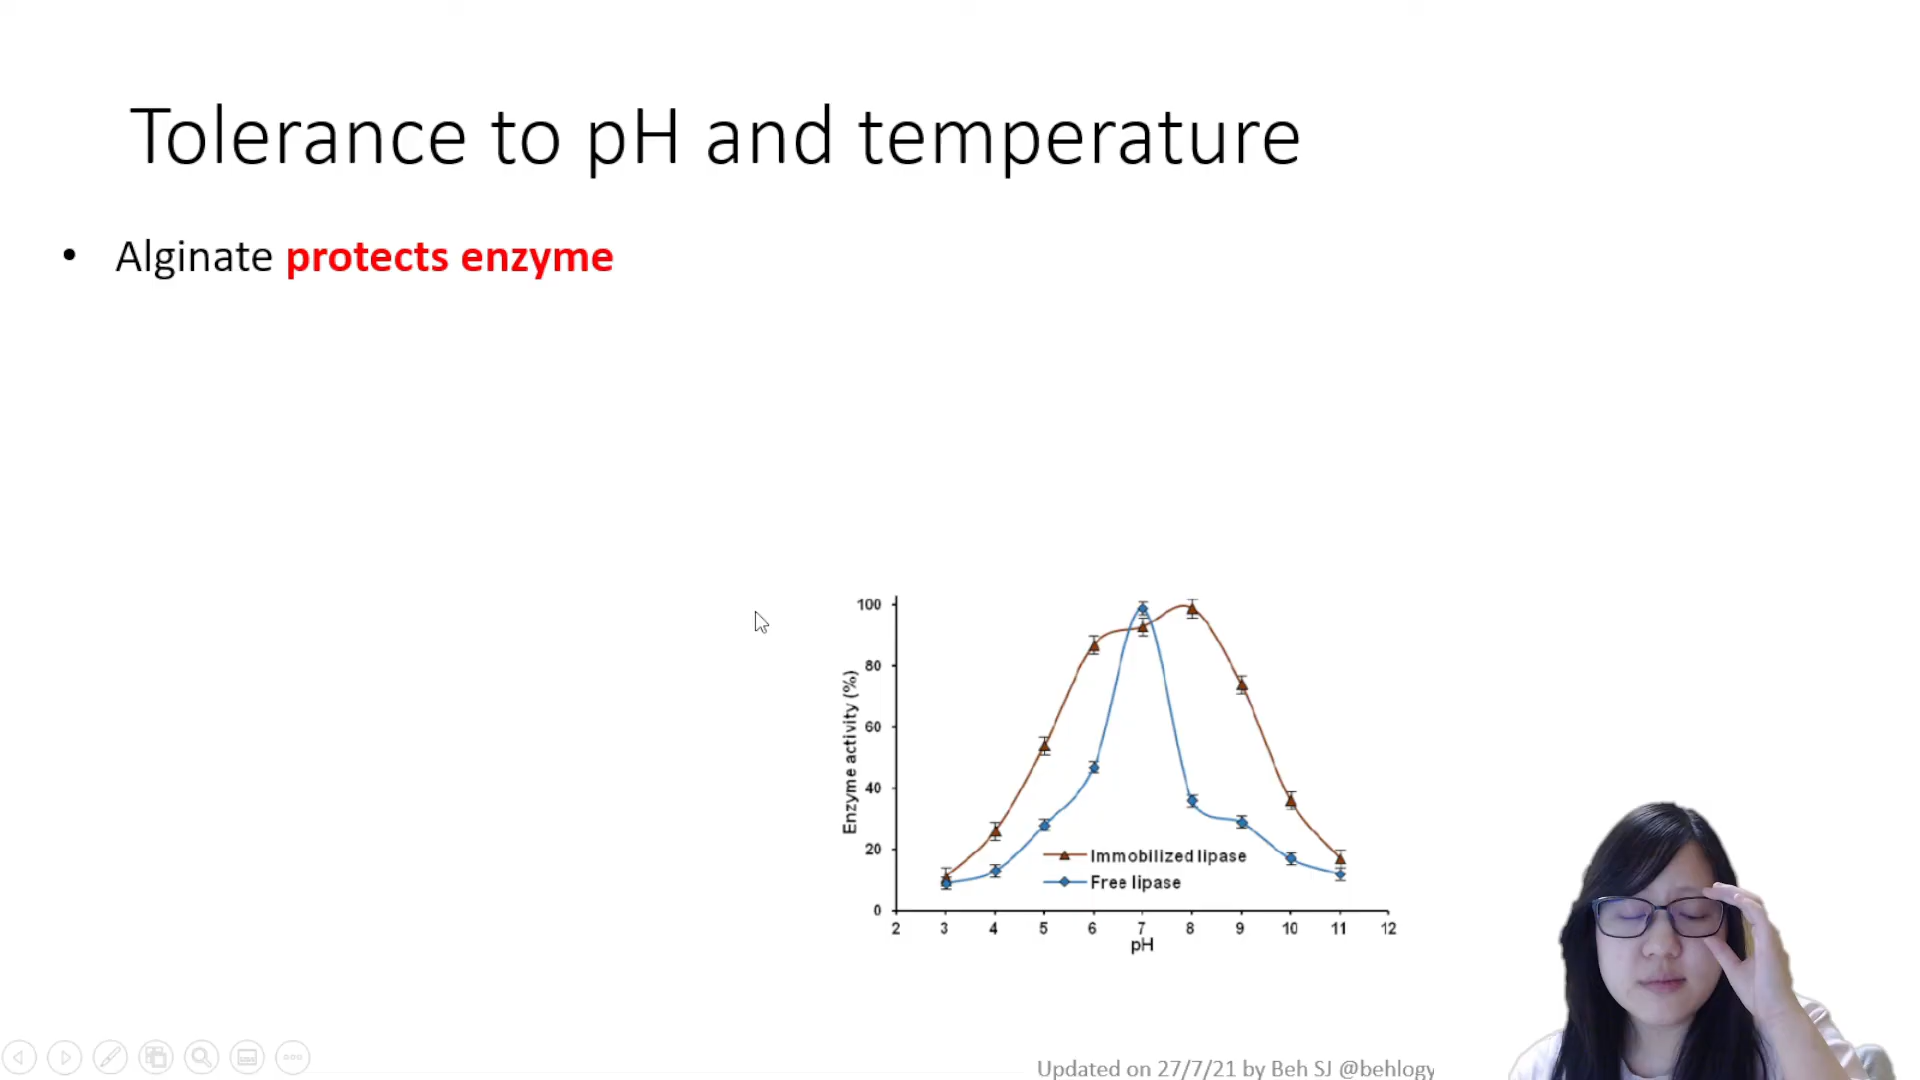 Tolerance to pH and temperature
• Alginate protects enzyme
100
80
60
40
20
0
Enzyme activity (%)
Immobilized lipase
Free lipase
2 3 4 5 6 7 8 9 10 11 12
pH
Updated on 27/7/21 by Beh SJ @behlogy